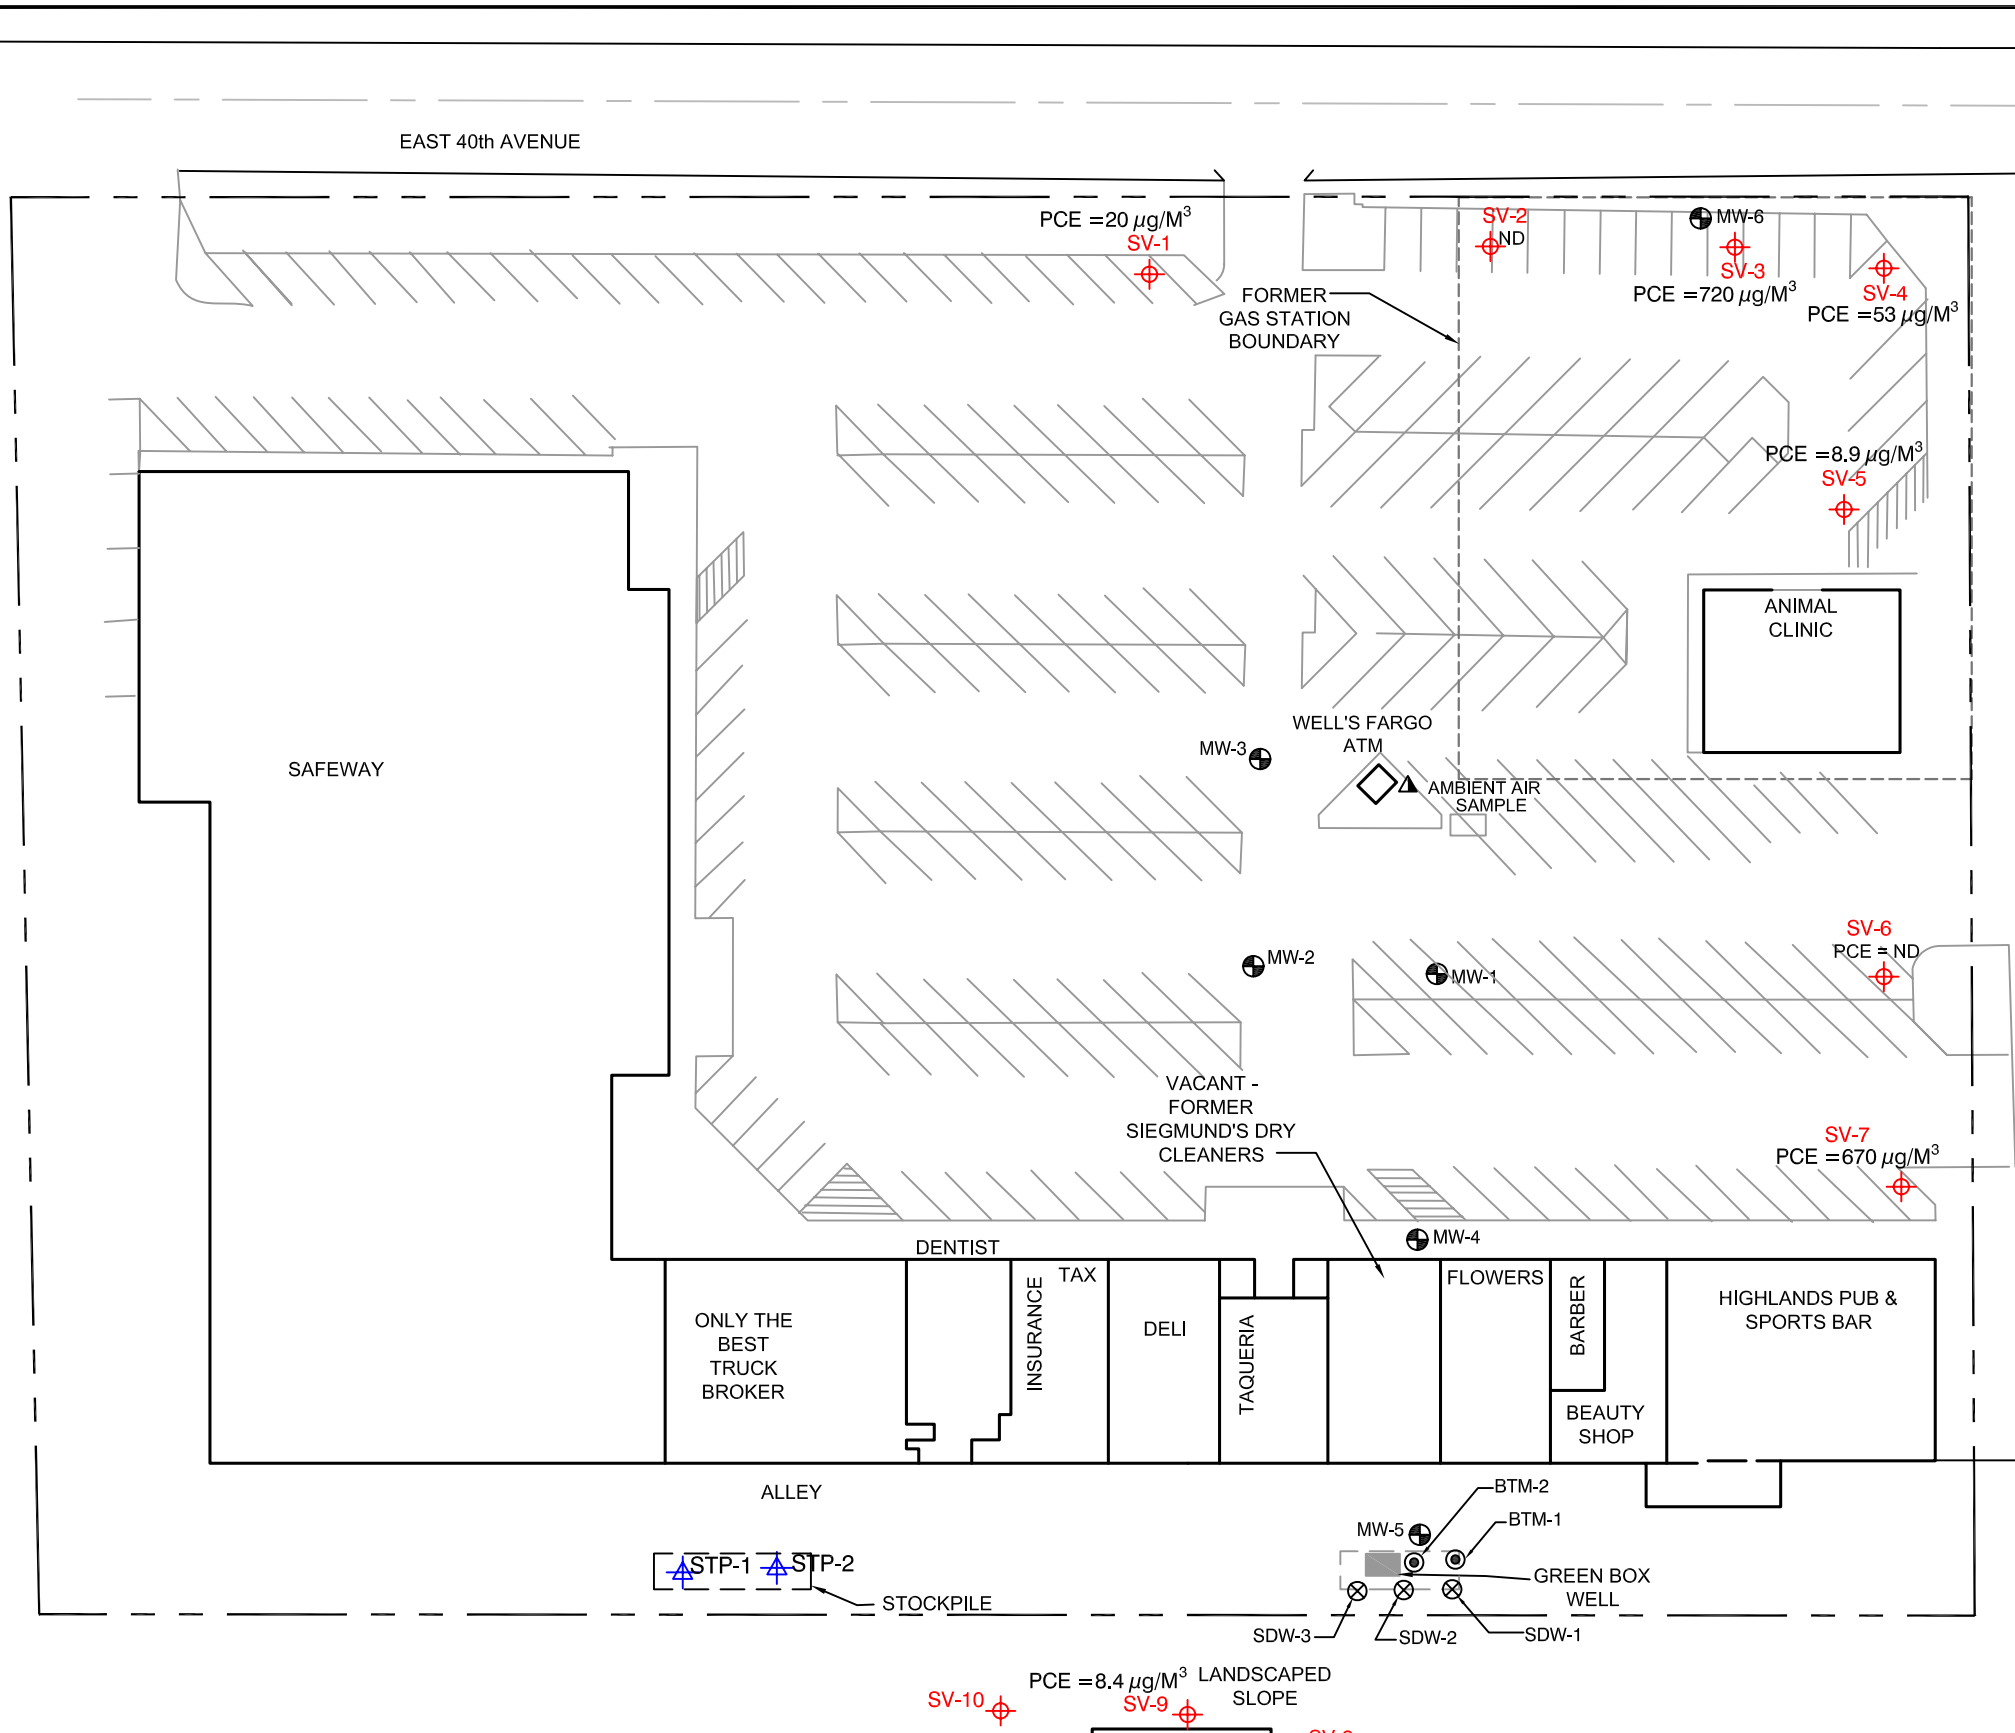 EAST 40th AVENUE
PCE =20 µg/M³
SV-1
SV-2
ND
MW-6
SV-3
PCE =720 µg/M³
SV-4
PCE =53 µg/M³
FORMER
GAS STATION
BOUNDARY
PCE =8.9 µg/M³
SV-5
ANIMAL
CLINIC
WELL'S FARGO
ATM
MW-3
AMBIENT AIR
SAMPLE
SAFEWAY
SV-6
PCE = ND
MW-2
MW-1
VACANT -
FORMER
SIEGMUND'S DRY
CLEANERS
SV-7
PCE =670 µg/M³
MW-4
DENTIST
ONLY THE
BEST
TRUCK
BROKER
INSURANCE
TAX
DELI
TAQUERIA
FLOWERS
BARBER
BEAUTY
SHOP
HIGHLANDS PUB &
SPORTS BAR
ALLEY
BTM-2
BTM-1
MW-5
STP-1
STP-2
STOCKPILE
GREEN BOX
WELL
SDW-3
SDW-2
SDW-1
LANDSCAPED
SLOPE
PCE =8.4 µg/M³
SV-10
SV-9